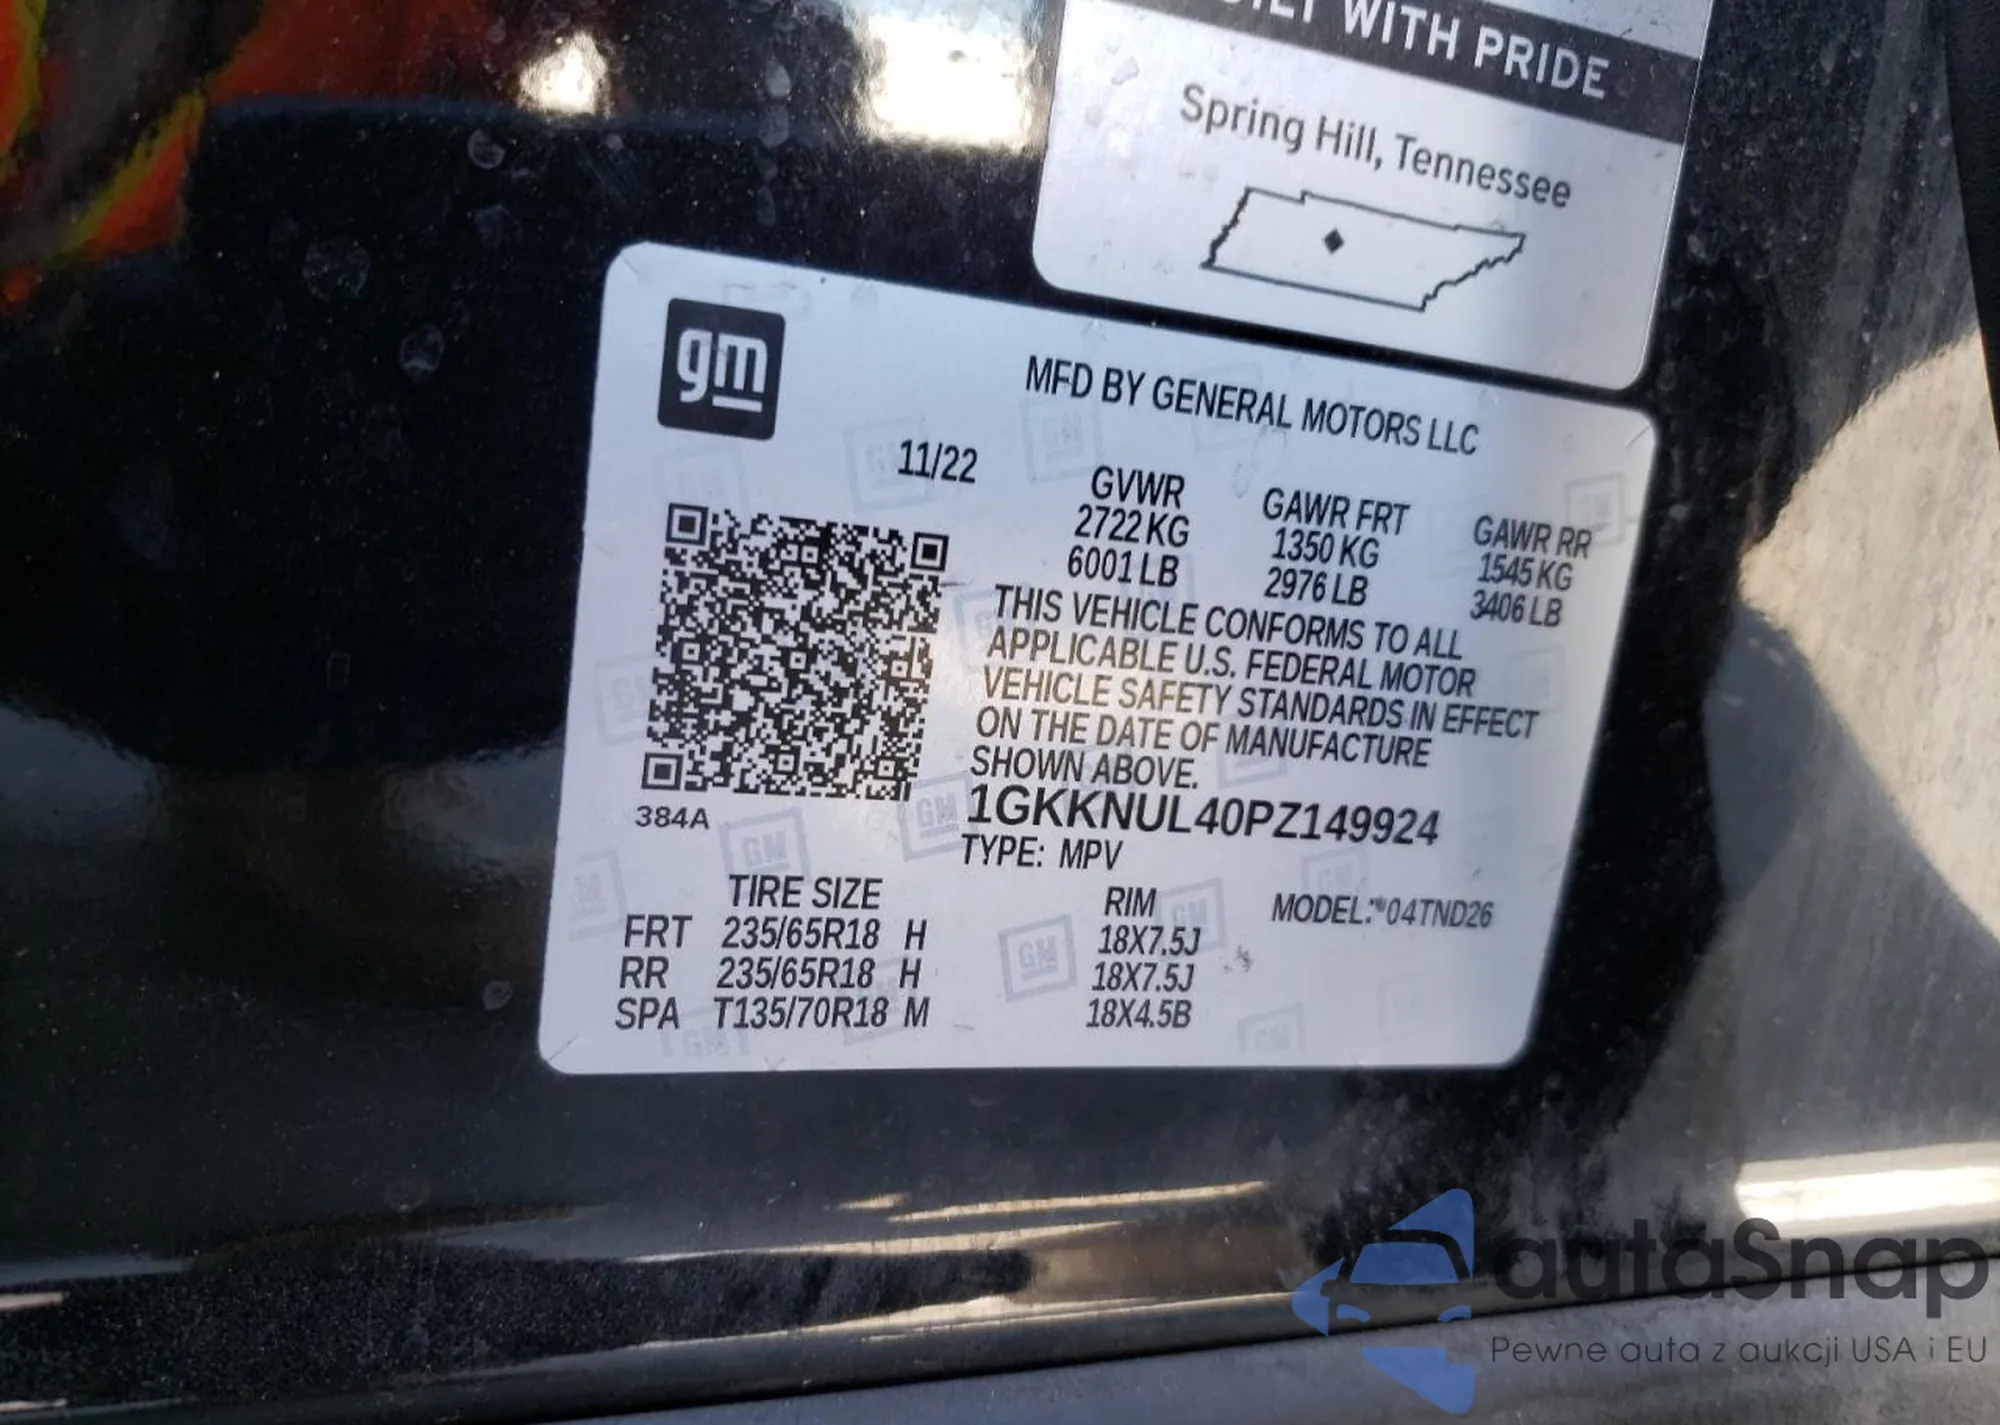 BUILT WITH PRIDE
Spring Hill, Tennessee
gm
MFD BY GENERAL MOTORS LLC
11/22
GVWR GAWR FRT GAWR RR
2722 KG 1350 KG 1545 KG
6001 LB 2976 LB 3406 LB
THIS VEHICLE CONFORMS TO ALL
APPLICABLE U.S. FEDERAL MOTOR
VEHICLE SAFETY STANDARDS IN EFFECT
ON THE DATE OF MANUFACTURE
SHOWN ABOVE.
384A
1GKKNUL40PZ149924
TYPE: MPV
TIRE SIZE RIM MODEL: *04TND26
FRT 235/65R18 H 18X7.5J
RR 235/65R18 H 18X7.5J
SPA T135/70R18 M 18X4.5B
autaSnap
Pewne auta z aukcji USA i EU